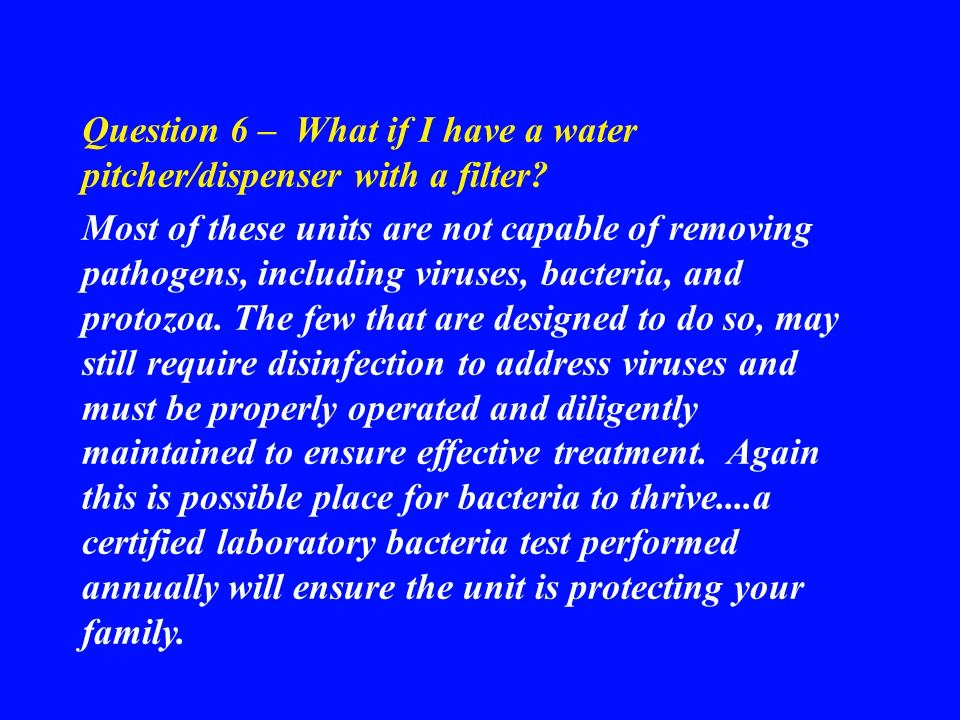 Question 6 – What if I have a water
pitcher/dispenser with a filter?
Most of these units are not capable of removing
pathogens, including viruses, bacteria, and
protozoa. The few that are designed to do so, may
still require disinfection to address viruses and
must be properly operated and diligently
maintained to ensure effective treatment.  Again
this is possible place for bacteria to thrive....a
certified laboratory bacteria test performed
annually will ensure the unit is protecting your
family.